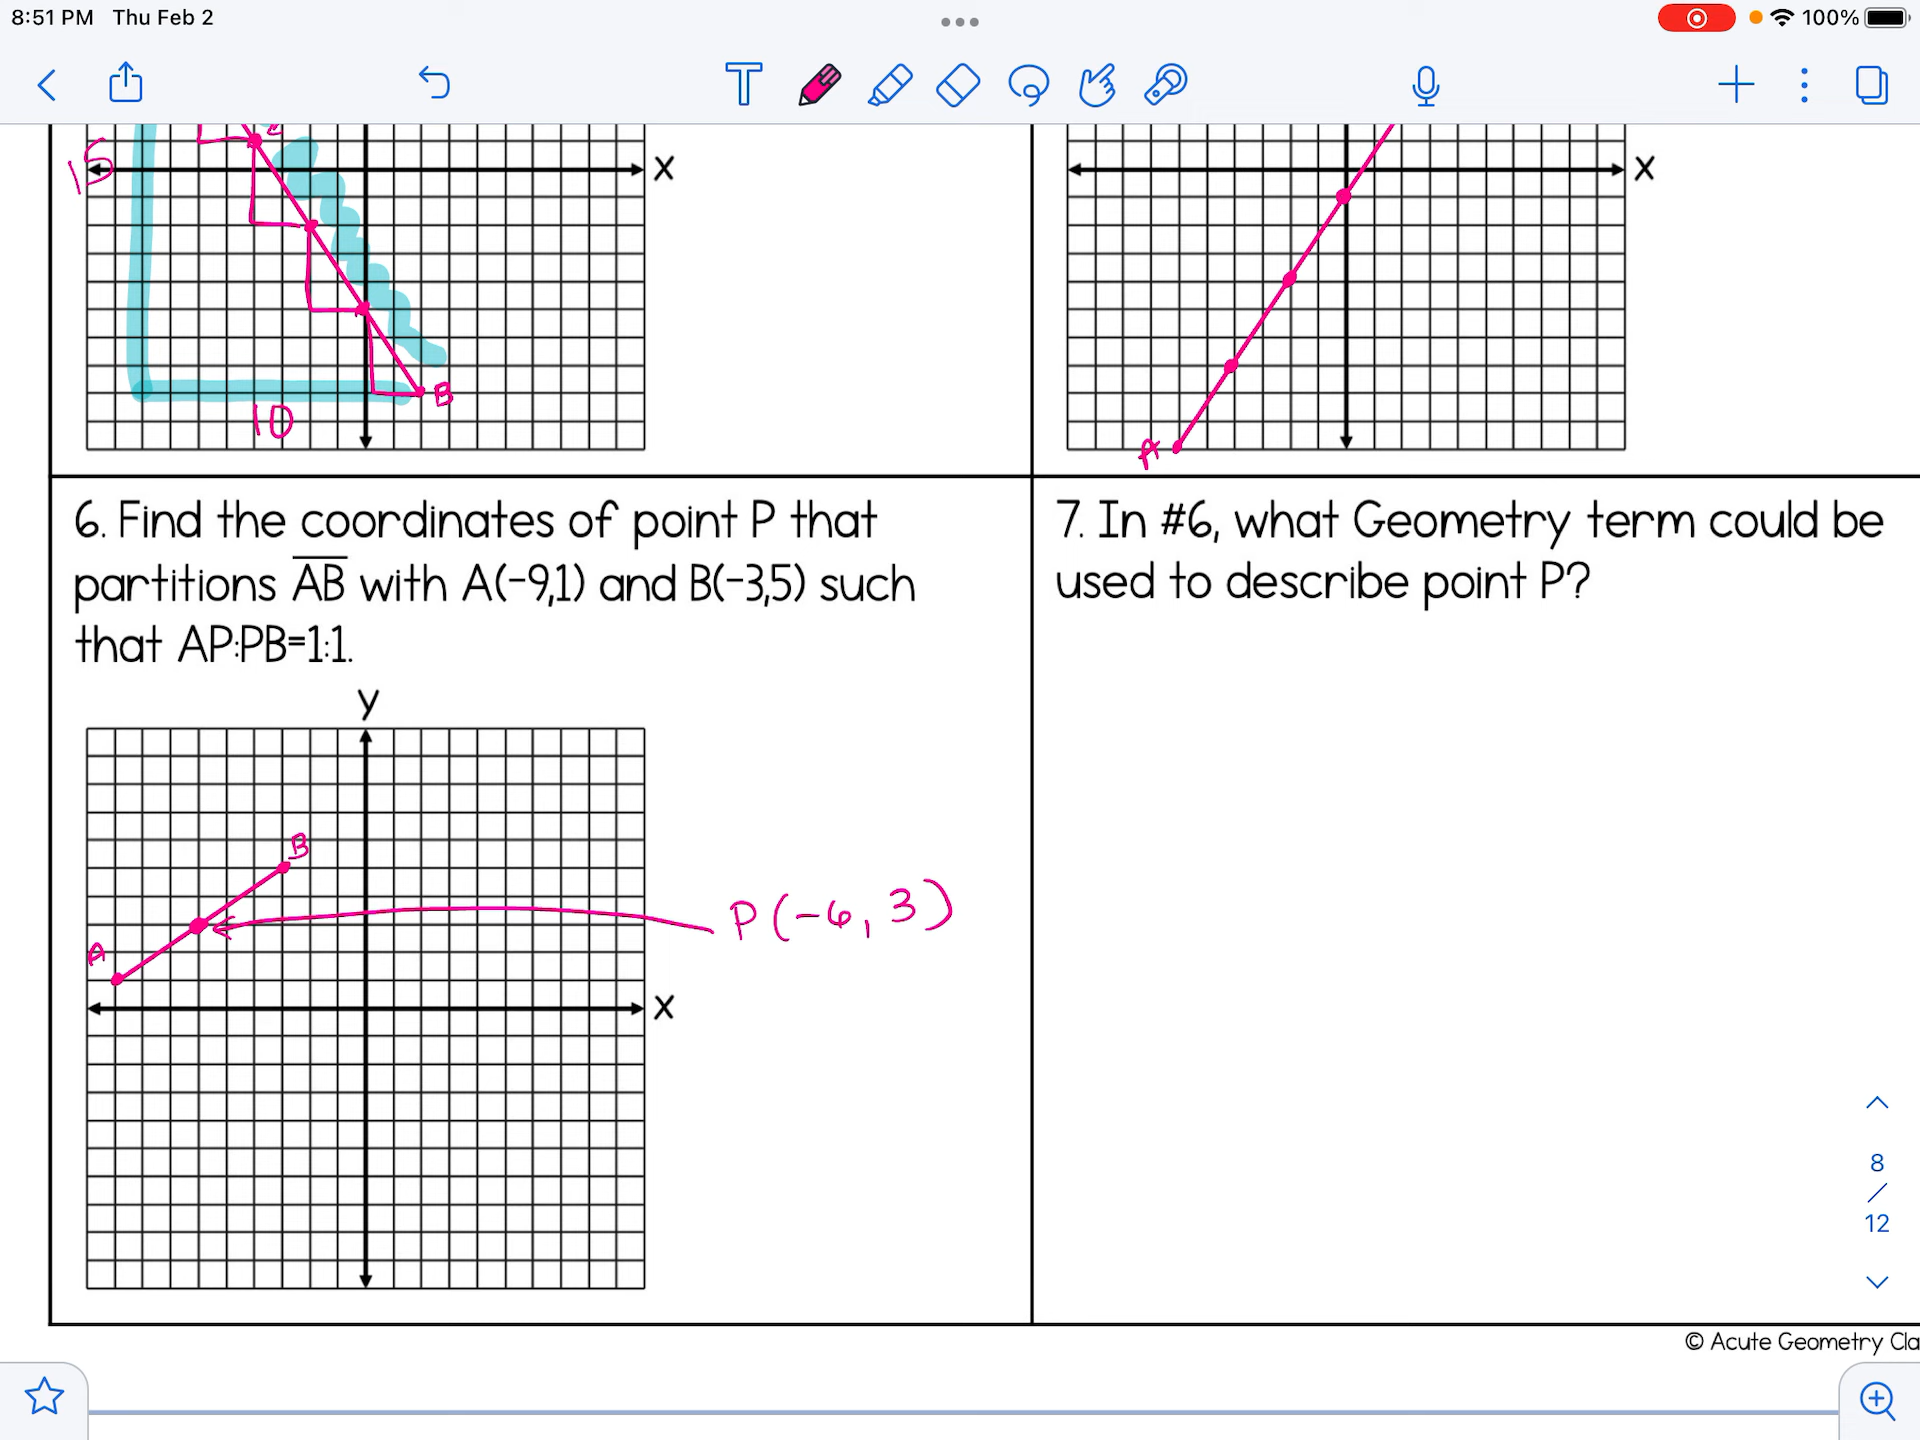 8:51 PM Thu Feb 2
100%
T
15
X
X
B
10
A
6. Find the coordinates of point P that
partitions AB with A(-9,1) and B(-3,5) such
that AP:PB=1:1.
7. In #6, what Geometry term could be
used to describe point P?
y
B
P(-6, 3)
A
X
8
/
12
© Acute Geometry Cla